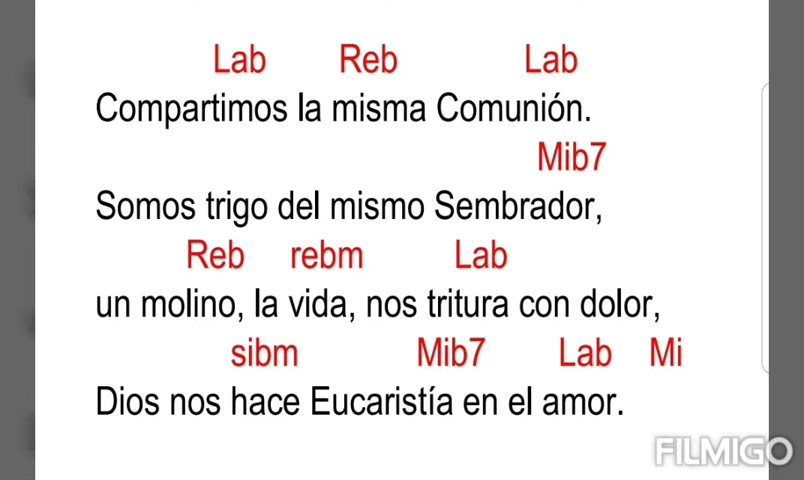 Lab Reb Lab
Compartimos la misma Comunión.
Mib7
Somos trigo del mismo Sembrador,
Reb rebm Lab
un molino, la vida, nos tritura con dolor,
sibm Mib7 Lab Mi
Dios nos hace Eucaristía en el amor.
FILMIGO